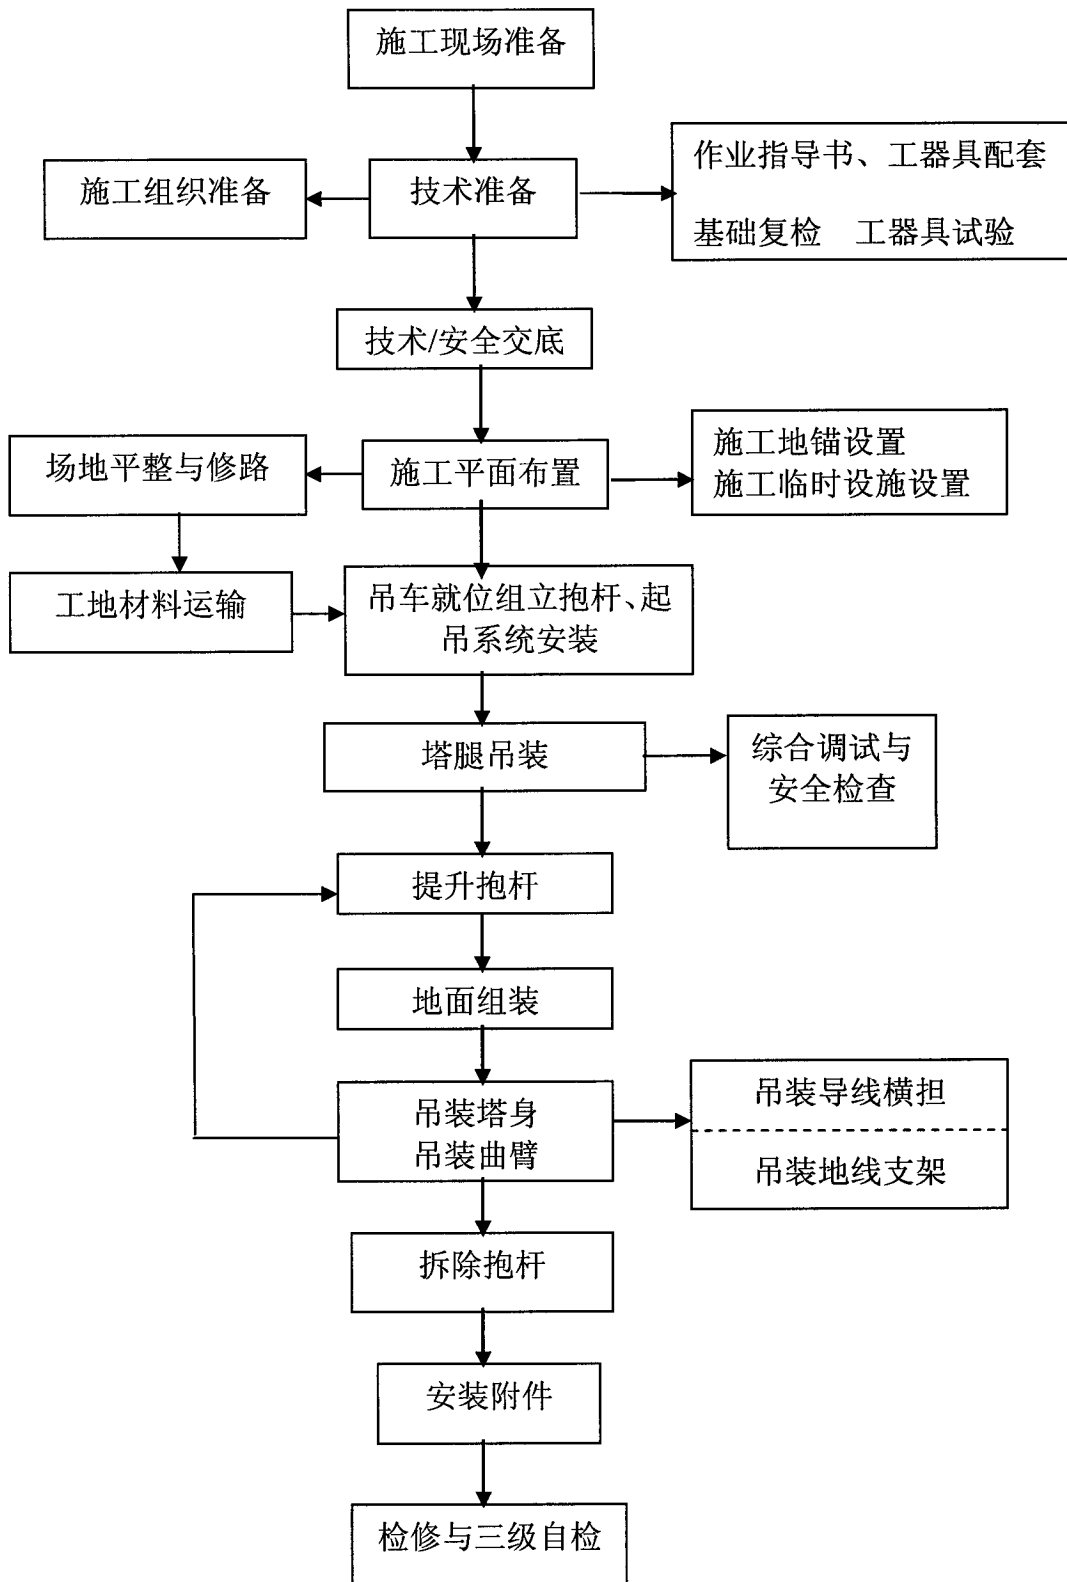 施工现场准备
作业指导书、工器具配套
施工组织准备
技术准备
基础复检 工器具试验
技术/安全交底
施工地锚设置
场地平整与修路
施工平面布置
施工临时设施设置
工地材料运输
吊车就位组立抱杆、起
吊系统安装
塔腿吊装
综合调试与
安全检查
提升抱杆
地面组装
吊装塔身
吊装曲臂
吊装导线横担
吊装地线支架
拆除抱杆
安装附件
检修与三级自检